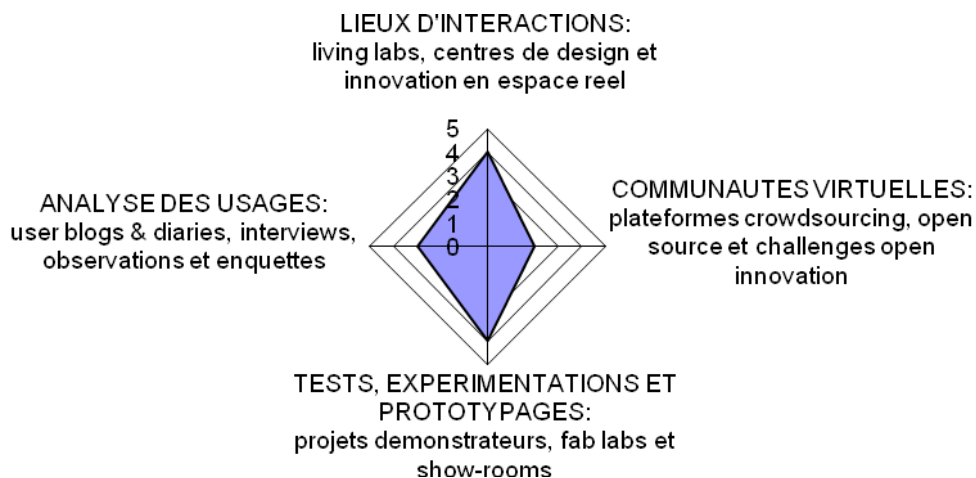 LIEUX D'INTERACTIONS:
living labs, centres de design et
innovation en espace reel
5
4
3
2
1
0
ANALYSE DES USAGES:
user blogs & diaries, interviews,
observations et enquettes
COMMUNAUTES VIRTUELLES:
plateformes crowdsourcing, open
source et challenges open
innovation
TESTS, EXPERIMENTATIONS ET
PROTOTYPAGES:
projets demonstrateurs, fab labs et
show-rooms